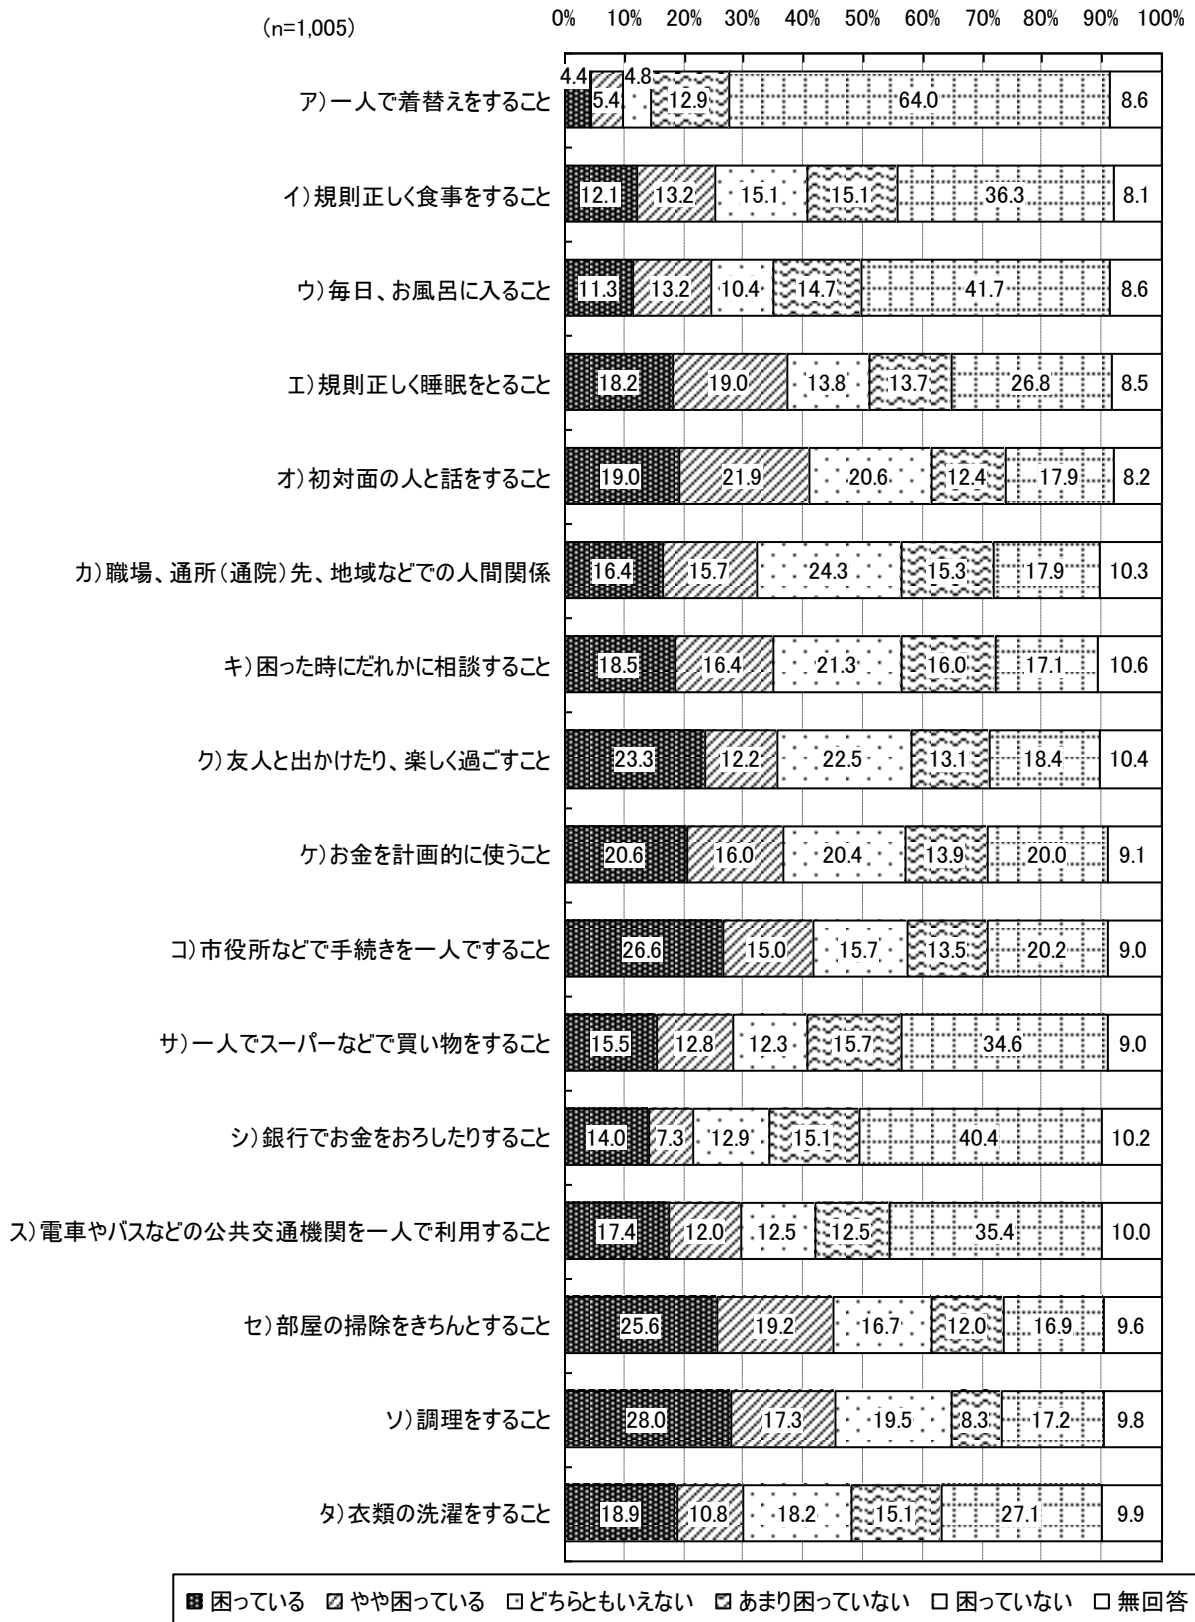 (n=1,005)
0% 10% 20% 30% 40% 50% 60% 70% 80% 90% 100%
ア)一人で着替えをすること 4.4 5.4 4.8 12.9 64.0 8.6
イ)規則正しく食事をすること 12.1 13.2 15.1 15.1 36.3 8.1
ウ)毎日、お風呂に入ること 11.3 13.2 10.4 14.7 41.7 8.6
エ)規則正しく睡眠をとること 18.2 19.0 13.8 13.7 26.8 8.5
オ)初対面の人と話をすること 19.0 21.9 20.6 12.4 17.9 8.2
カ)職場、通所(通院)先、地域などでの人間関係 16.4 15.7 24.3 15.3 17.9 10.3
キ)困った時にだれかに相談すること 18.5 16.4 21.3 16.0 17.1 10.6
ク)友人と出かけたり、楽しく過ごすこと 23.3 12.2 22.5 13.1 18.4 10.4
ケ)お金を計画的に使うこと 20.6 16.0 20.4 13.9 20.0 9.1
コ)市役所などで手続きを一人ですること 26.6 15.0 15.7 13.5 20.2 9.0
サ)一人でスーパーなどで買い物をすること 15.5 12.8 12.3 15.7 34.6 9.0
シ)銀行でお金をおろしたりすること 14.0 7.3 12.9 15.1 40.4 10.2
ス)電車やバスなどの公共交通機関を一人で利用すること 17.4 12.0 12.5 12.5 35.4 10.0
セ)部屋の掃除をきちんとすること 25.6 19.2 16.7 12.0 16.9 9.6
ソ)調理をすること 28.0 17.3 19.5 8.3 17.2 9.8
タ)衣類の洗濯をすること 18.9 10.8 18.2 15.1 27.1 9.9
困っている やや困っている どちらともいえない あまり困っていない 困っていない 無回答